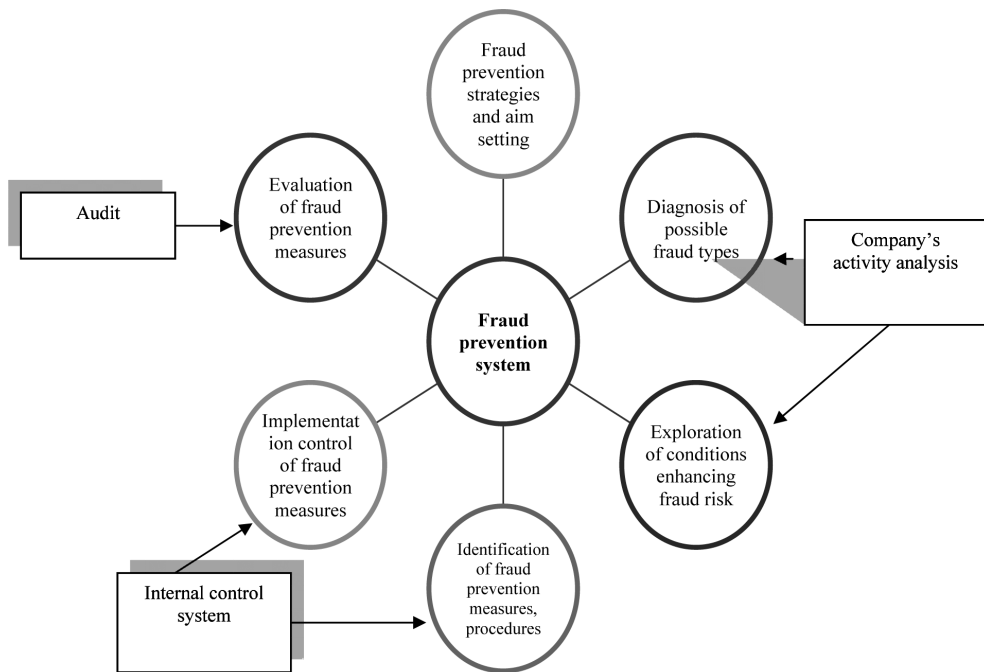 Fraud
prevention
strategies
and aim
setting
Evaluation
of fraud
prevention
measures
Audit
Diagnosis of
possible
fraud types
Company’s
activity analysis
Fraud
prevention
system
Implementat
ion control
of fraud
prevention
measures
Exploration
of conditions
enhancing
fraud risk
Identification
of fraud
prevention
measures,
procedures
Internal control
system